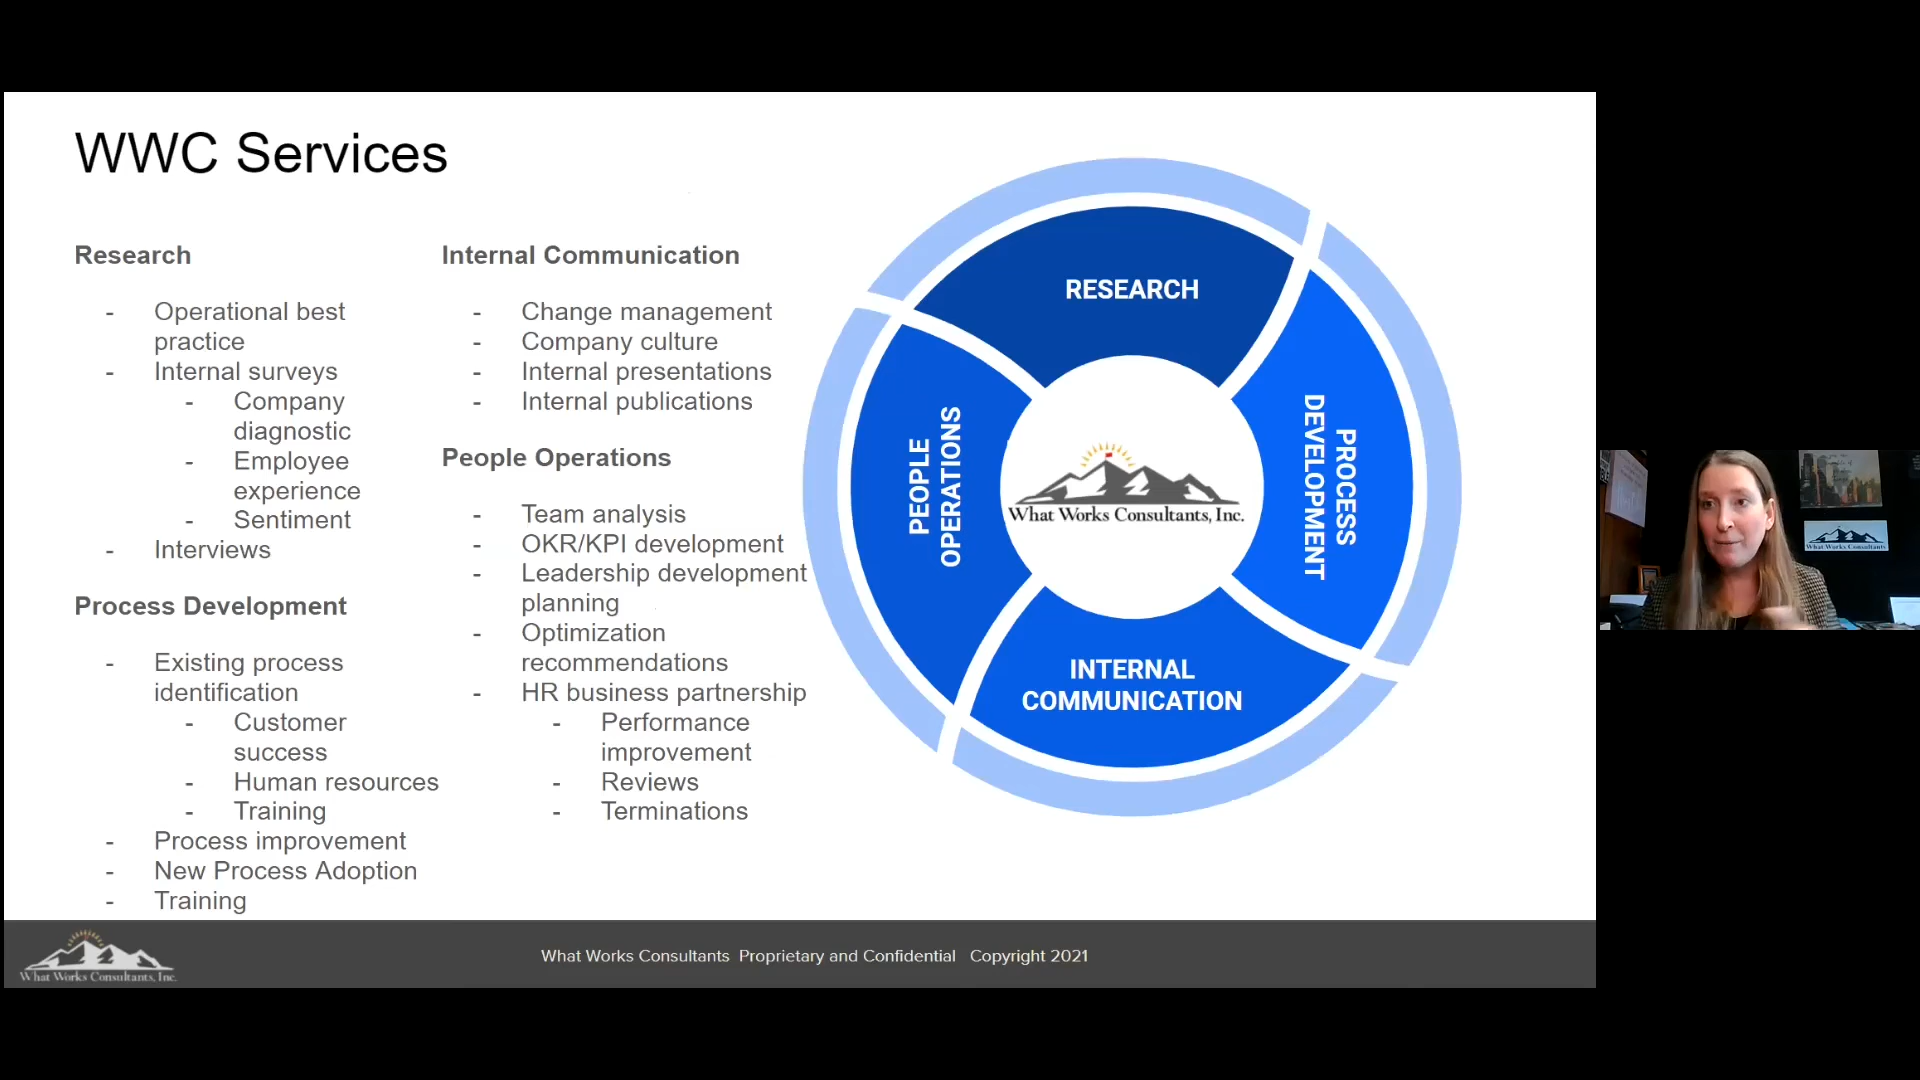 WWC Services
Research
- Operational best
practice
- Internal surveys
- Company
diagnostic
- Employee
experience
- Sentiment
- Interviews
Process Development
- Existing process
identification
- Customer
success
- Human resources
- Training
- Process improvement
- New Process Adoption
- Training
Internal Communication
- Change management
- Company culture
- Internal presentations
- Internal publications
People Operations
- Team analysis
- OKR/KPI development
- Leadership development
planning
- Optimization
recommendations
- HR business partnership
- Performance
improvement
- Reviews
- Terminations
RESEARCH
PROCESS
DEVELOPMENT
INTERNAL
COMMUNICATION
PEOPLE
OPERATIONS
What Works Consultants, Inc.
What Works Consultants
What Works Consultants, Inc.
What Works Consultants Proprietary and Confidential Copyright 2021